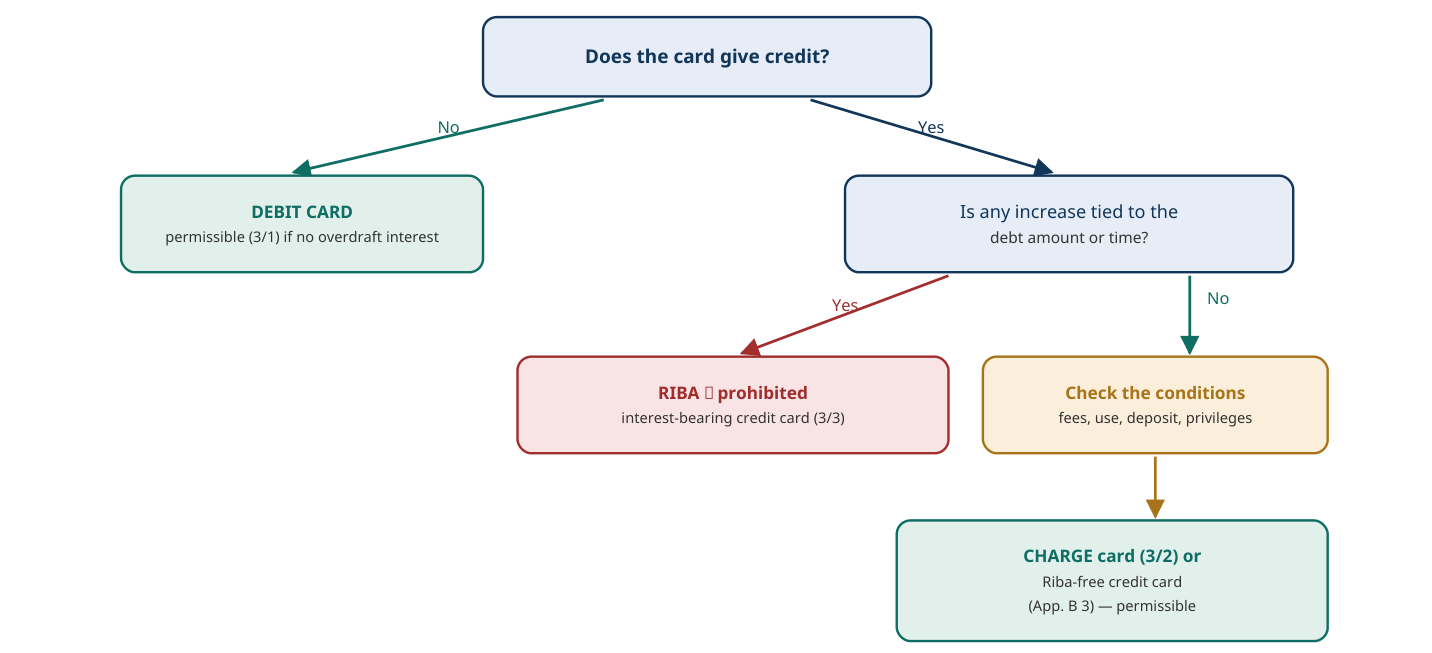 Does the card give credit?
No
Yes
DEBIT CARD
permissible (3/1) if no overdraft interest
Is any increase tied to the
debt amount or time?
Yes
No
RIBA prohibited
interest-bearing credit card (3/3)
Check the conditions
fees, use, deposit, privileges
CHARGE card (3/2) or
Riba-free credit card
(App. B 3) — permissible